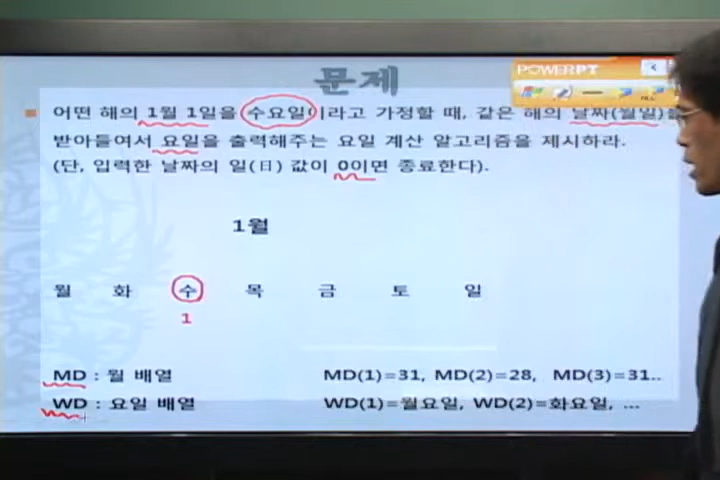 문제
POWERPT
어떤 해의 1월 1일을 수요일이라고 가정할 때, 같은 해의 날짜(월일)를
받아들여서 요일을 출력해주는 요일 계산 알고리즘을 제시하라.
(단, 입력한 날짜의 일(日) 값이 0이면 종료한다).
1월
월 화 수 목 금 토 일
1
MD : 월 배열 MD(1)=31, MD(2)=28, MD(3)=31..
WD : 요일 배열 WD(1)=월요일, WD(2)=화요일, ...